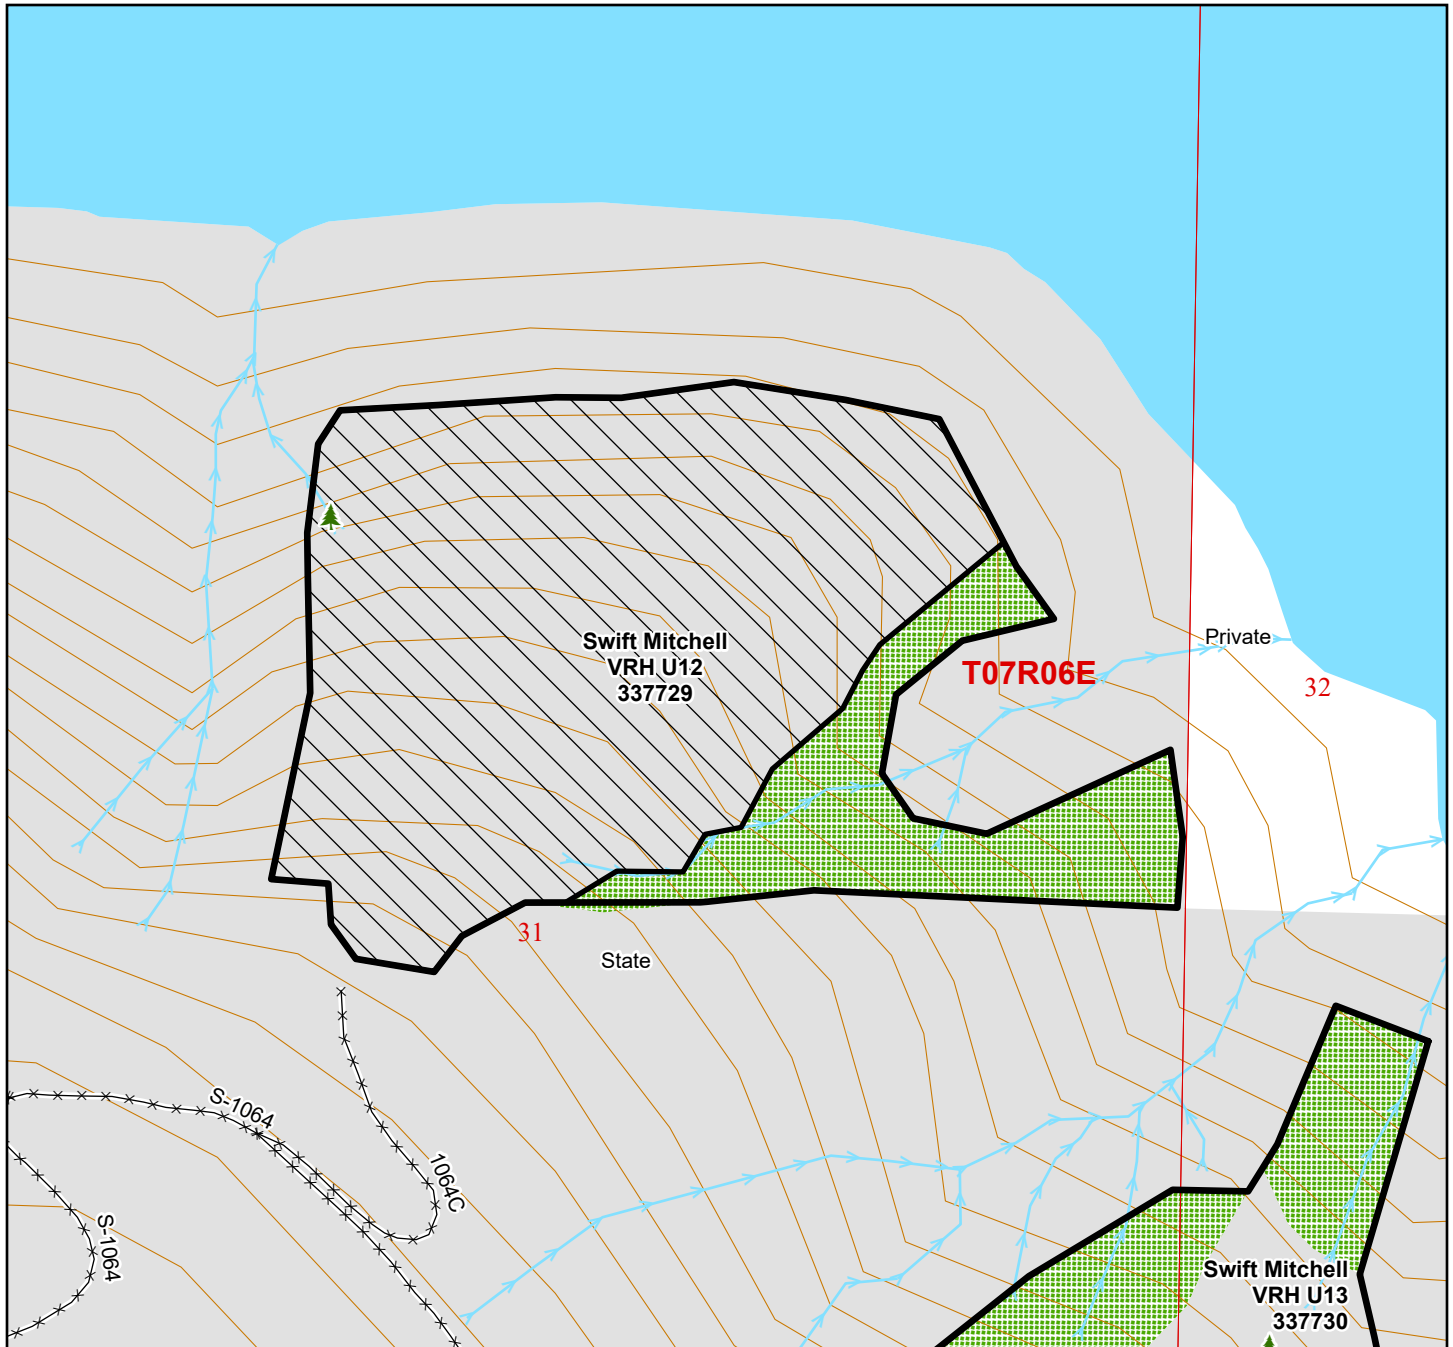 Swift Mitchell
VRH U12
337729
Private
T07R06E
32
31
State
S-1064
1064C
S-1064
Swift Mitchell
VRH U13
337730